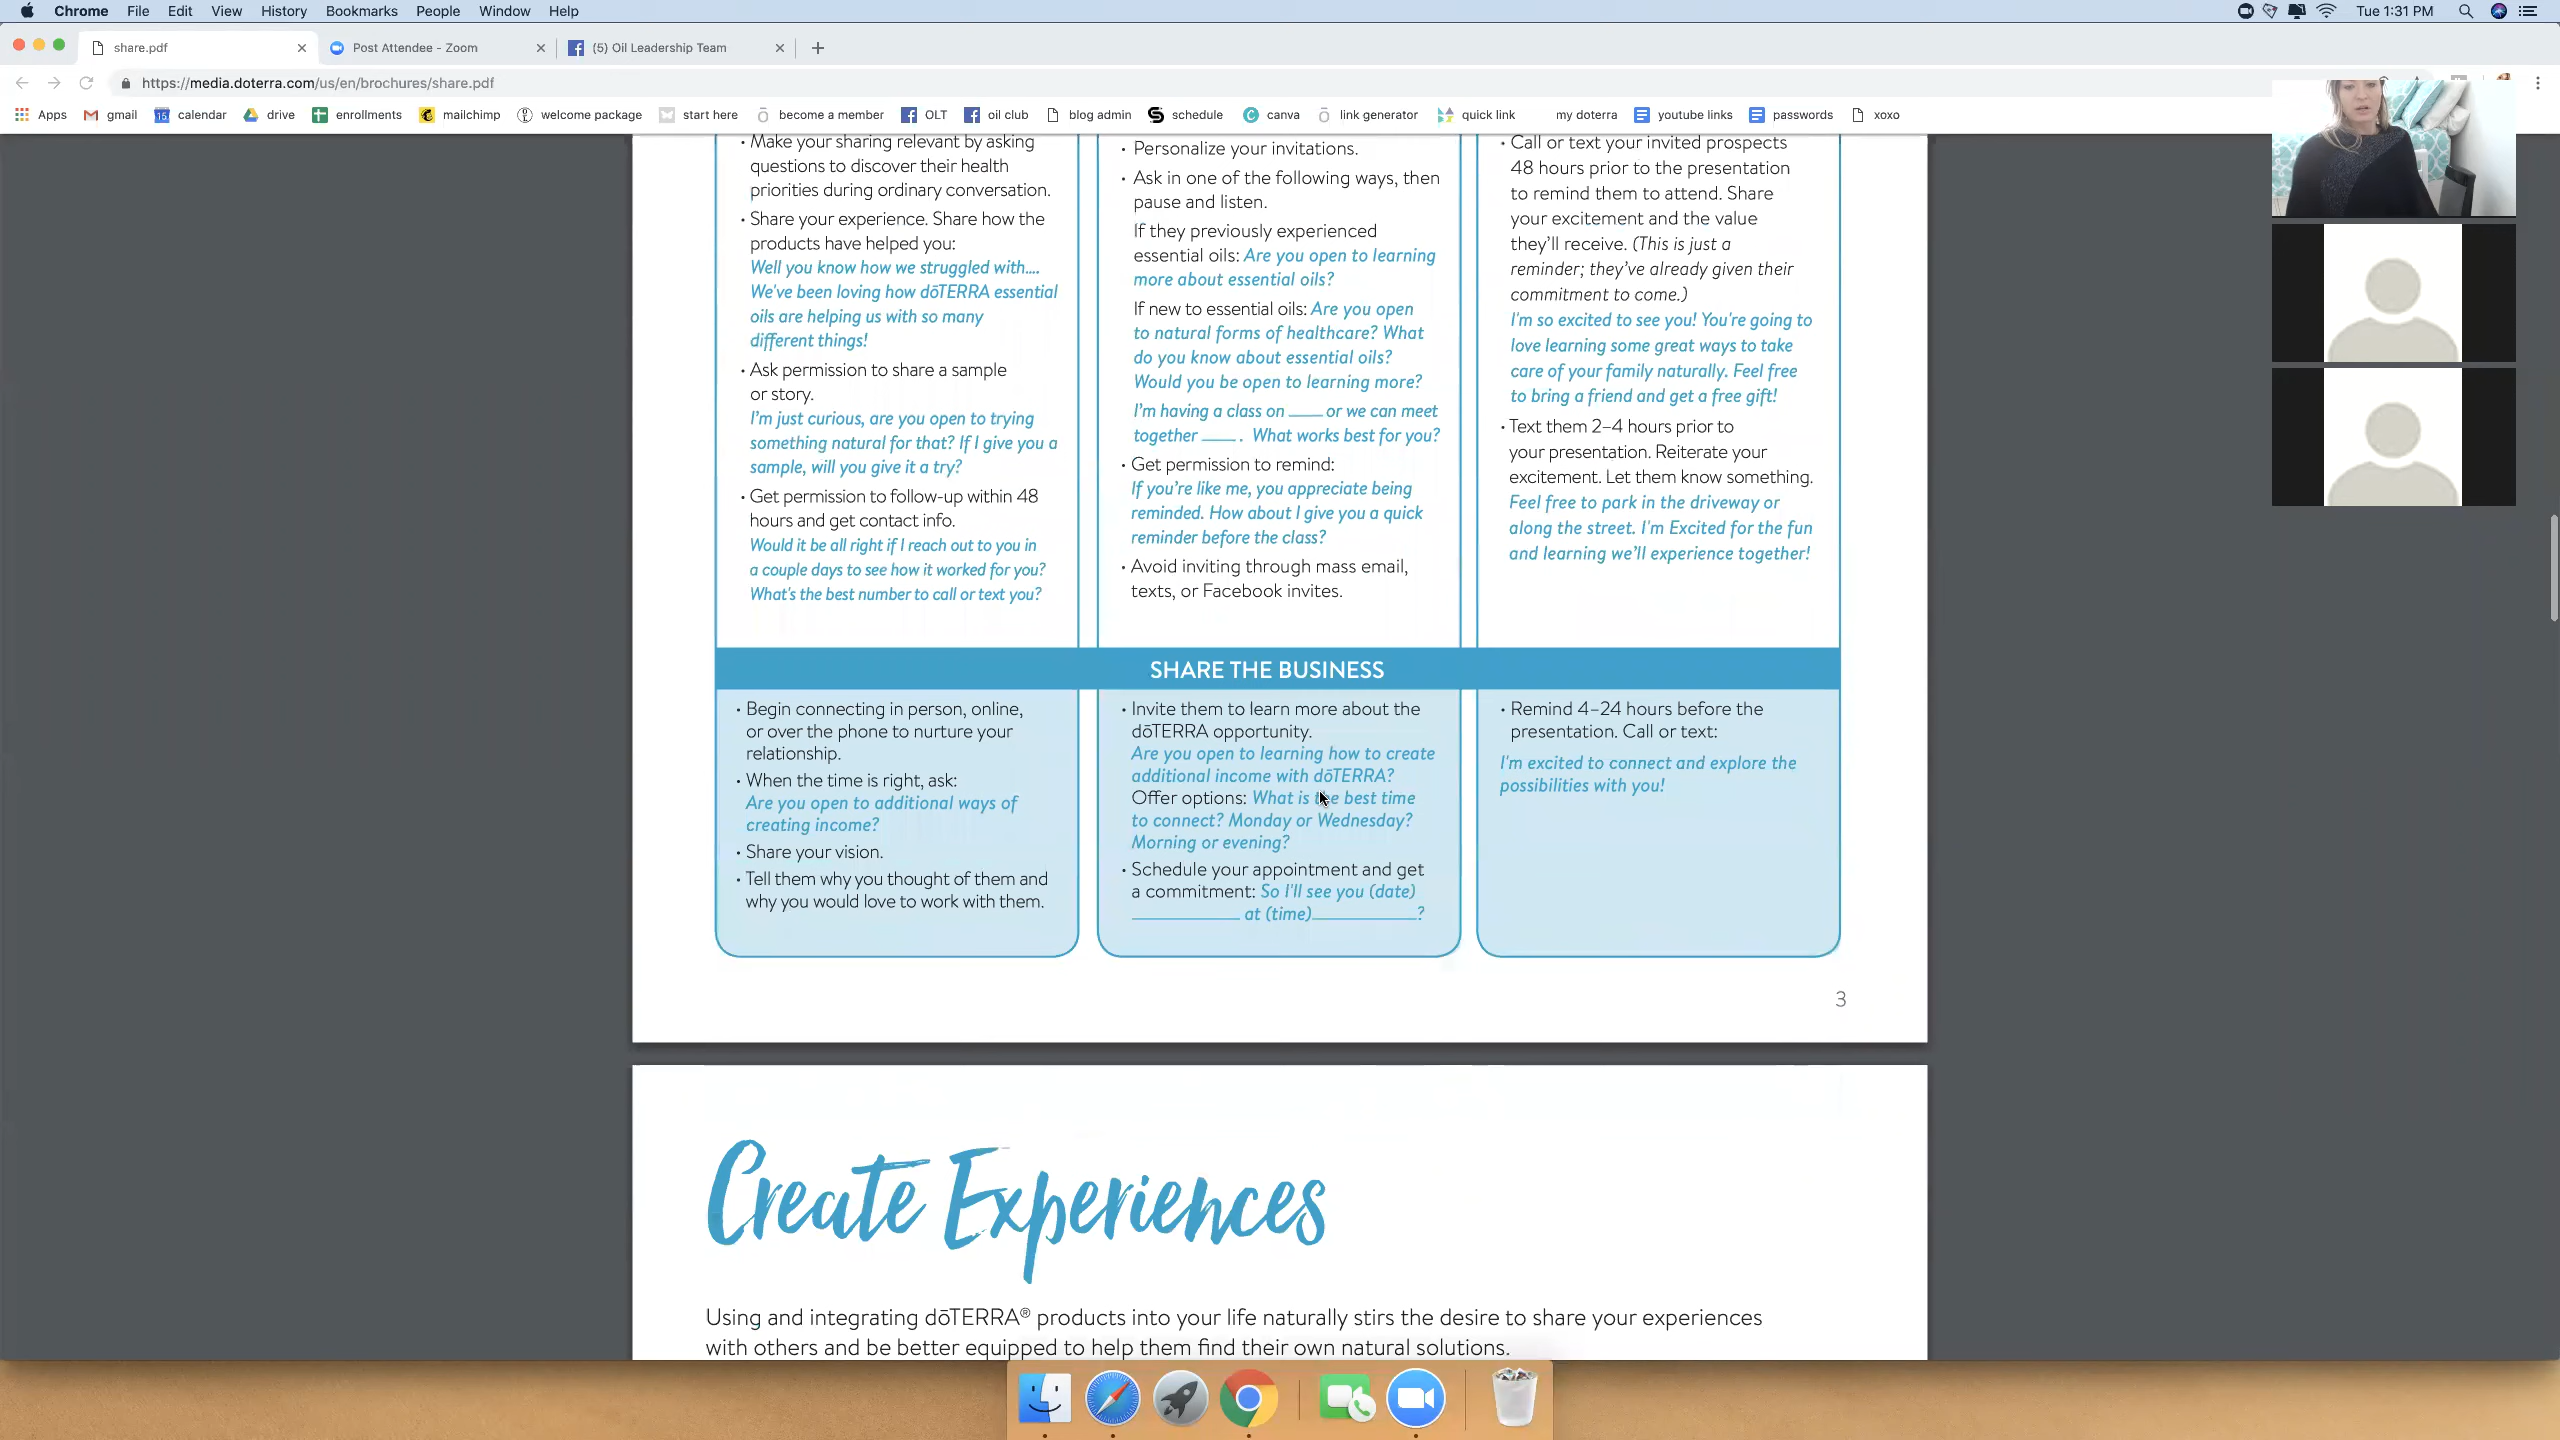 Chrome File Edit View History Bookmarks People Window Help
Tue 1:31 PM
share.pdf
Post Attendee - Zoom
(5) Oil Leadership Team
https://media.doterra.com/us/en/brochures/share.pdf
Apps gmail calendar drive enrollments mailchimp welcome package start here become a member OLT oil club blog admin schedule canva link generator quick link my doterra youtube links passwords xoxo
· Make your sharing relevant by asking
questions to discover their health
priorities during ordinary conversation.
· Share your experience. Share how the
products have helped you:
Well you know how we struggled with....
We've been loving how dōTERRA essential
oils are helping us with so many
different things!
· Ask permission to share a sample
or story.
I'm just curious, are you open to trying
something natural for that? If I give you a
sample, will you give it a try?
· Get permission to follow-up within 48
hours and get contact info.
Would it be all right if I reach out to you in
a couple days to see how it worked for you?
What's the best number to call or text you?
· Personalize your invitations.
· Ask in one of the following ways, then
pause and listen.
If they previously experienced
essential oils: Are you open to learning
more about essential oils?
If new to essential oils: Are you open
to natural forms of healthcare? What
do you know about essential oils?
Would you be open to learning more?
I'm having a class on ____ or we can meet
together ____ . What works best for you?
· Get permission to remind:
If you're like me, you appreciate being
reminded. How about I give you a quick
reminder before the class?
· Avoid inviting through mass email,
texts, or Facebook invites.
· Call or text your invited prospects
48 hours prior to the presentation
to remind them to attend. Share
your excitement and the value
they'll receive. (This is just a
reminder; they've already given their
commitment to come.)
I'm so excited to see you! You're going to
love learning some great ways to take
care of your family naturally. Feel free
to bring a friend and get a free gift!
· Text them 2–4 hours prior to
your presentation. Reiterate your
excitement. Let them know something.
Feel free to park in the driveway or
along the street. I'm Excited for the fun
and learning we'll experience together!
SHARE THE BUSINESS
· Begin connecting in person, online,
or over the phone to nurture your
relationship.
· When the time is right, ask:
Are you open to additional ways of
creating income?
· Share your vision.
· Tell them why you thought of them and
why you would love to work with them.
· Invite them to learn more about the
dōTERRA opportunity.
Are you open to learning how to create
additional income with dōTERRA?
Offer options: What is the best time
to connect? Monday or Wednesday?
Morning or evening?
· Schedule your appointment and get
a commitment: So I'll see you (date)
____________ at (time)____________?
· Remind 4–24 hours before the
presentation. Call or text:
I'm excited to connect and explore the
possibilities with you!
3
Create Experiences
Using and integrating dōTERRA® products into your life naturally stirs the desire to share your experiences
with others and be better equipped to help them find their own natural solutions.